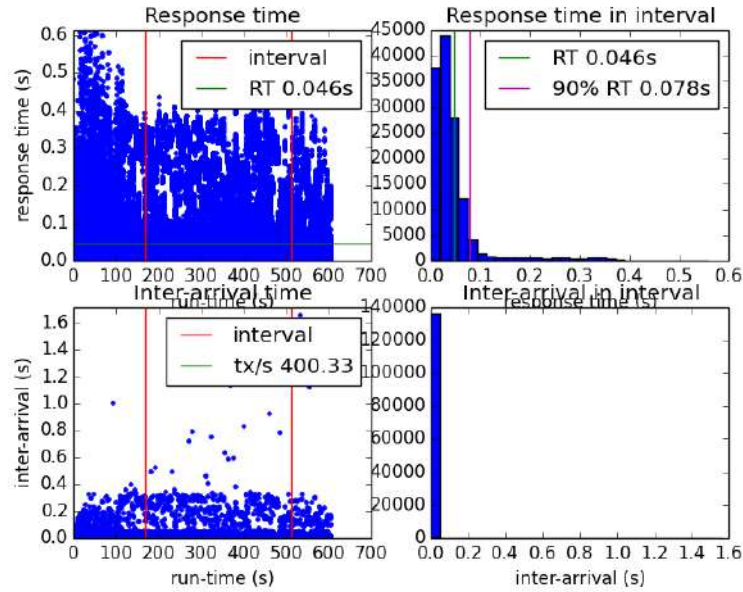 Response time
response time (s)
0.6
0.5
0.4
0.3
0.2
0.1
0.0
interval
RT 0.046s
0 100 200 300 400 500 600 700
run-time (s)
Response time in interval
45000
40000
35000
30000
25000
20000
15000
10000
5000
0
RT 0.046s
90% RT 0.078s
0.0 0.1 0.2 0.3 0.4 0.5 0.6
response time (s)
Inter-arrival time
inter-arrival (s)
1.6
1.4
1.2
1.0
0.8
0.6
0.4
0.2
0.0
interval
tx/s 400.33
0 100 200 300 400 500 600 700
run-time (s)
Inter-arrival in interval
140000
120000
100000
80000
60000
40000
20000
0
0.0 0.2 0.4 0.6 0.8 1.0 1.2 1.4 1.6
inter-arrival (s)